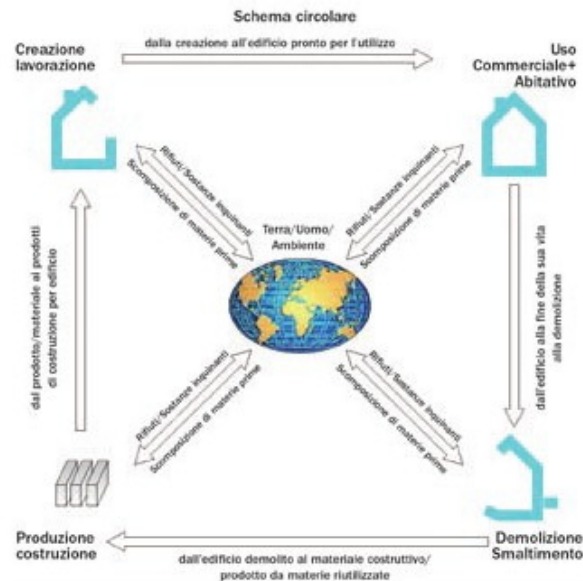 Schema circolare
dalla creazione all'edificio pronto per l'utilizzo
Creazione
lavorazione
Uso
Commerciale+
Abitativo
Rifiuti/Sostanze inquinanti
Scomposizione di materie prime
Rifiuti/Sostanze inquinanti
Scomposizione di materie prime
Terra/Uomo/
Ambiente
dal prodotto/materiale ai prodotti
di costruzione per edificio
dall'edificio alla fine della sua vita
alla demolizione
Rifiuti/Sostanze inquinanti
Scomposizione di materie prime
Rifiuti/Sostanze inquinanti
Scomposizione di materie prime
Produzione
costruzione
Demolizione
Smaltimento
dall'edificio demolito al materiale costruttivo/
prodotto da materie riutilizzate